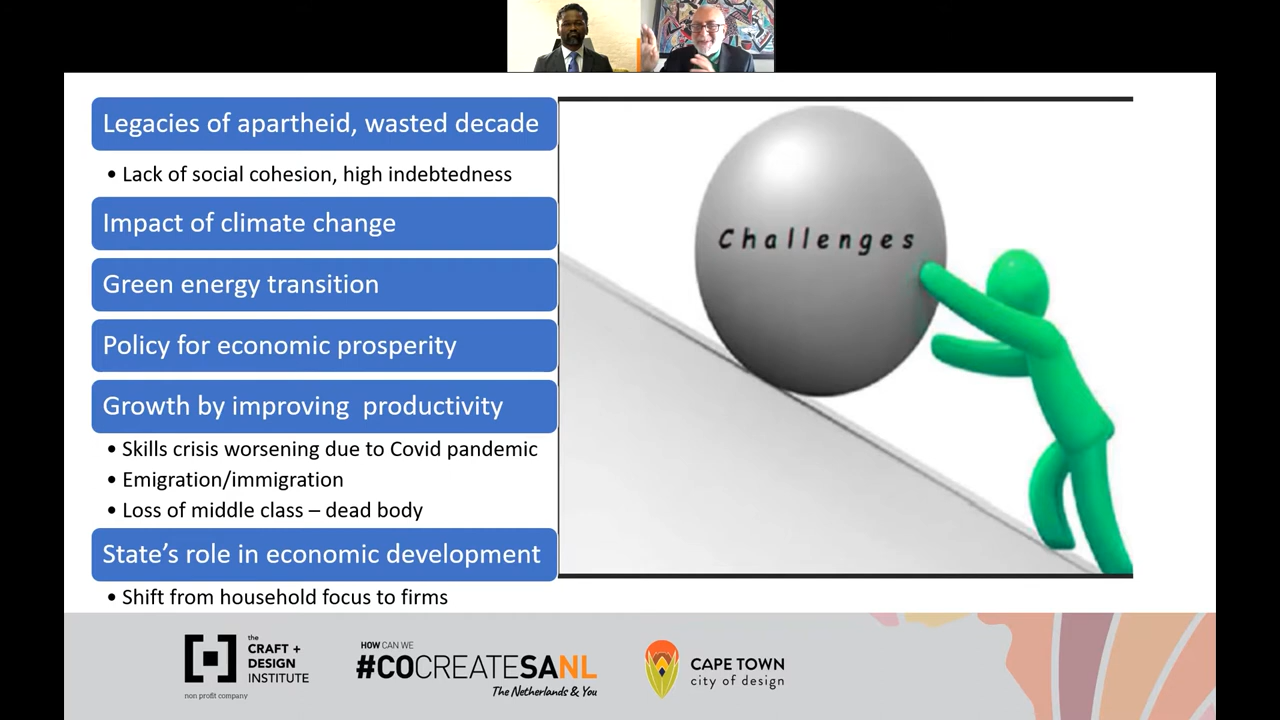 Legacies of apartheid, wasted decade
• Lack of social cohesion, high indebtedness
Impact of climate change
Green energy transition
Policy for economic prosperity
Growth by improving  productivity
• Skills crisis worsening due to Covid pandemic
• Emigration/immigration
• Loss of middle class – dead body
State's role in economic development
• Shift from household focus to firms
Challenges
the
CRAFT +
DESIGN
INSTITUTE
non profit company
HOW CAN WE
#COCREATESANL
The Netherlands & You
CAPE TOWN
city of design